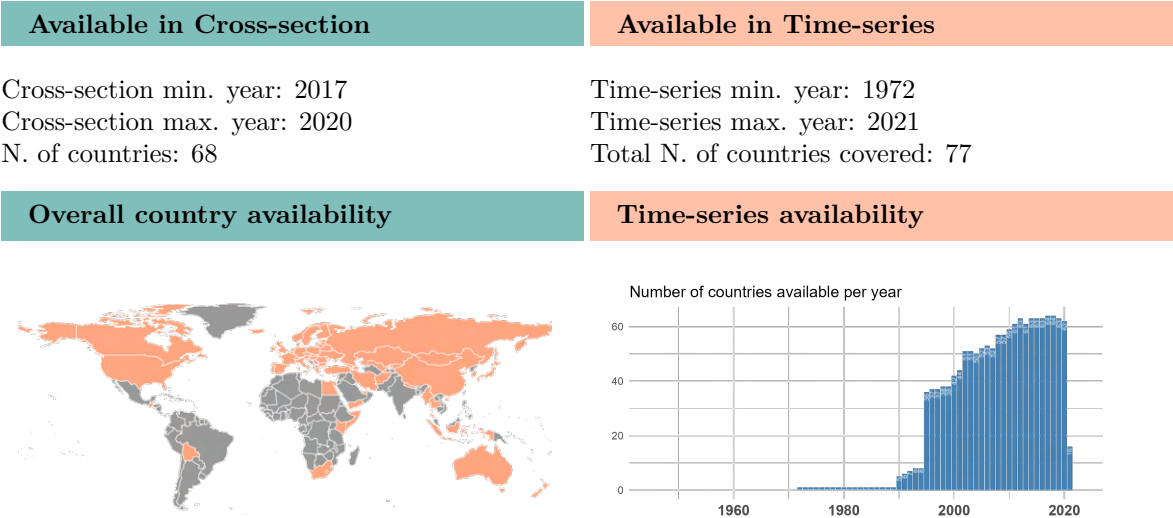 Available in Cross-section
Available in Time-series
Cross-section min. year: 2017
Cross-section max. year: 2020
N. of countries: 68
Time-series min. year: 1972
Time-series max. year: 2021
Total N. of countries covered: 77
Overall country availability
Time-series availability
Number of countries available per year
60
40
20
0
1960
1980
2000
2020